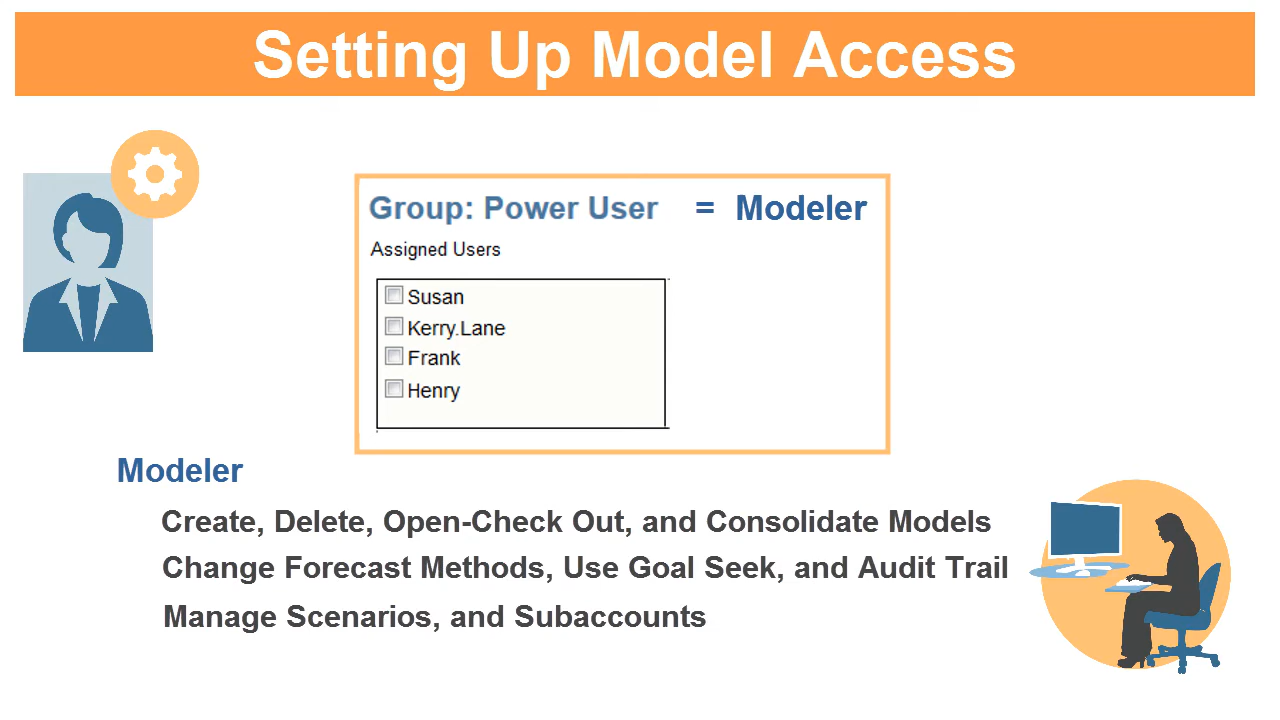 Setting Up Model Access
Group: Power User = Modeler
Assigned Users
Susan
Kerry.Lane
Frank
Henry
Modeler
Create, Delete, Open-Check Out, and Consolidate Models
Change Forecast Methods, Use Goal Seek, and Audit Trail
Manage Scenarios, and Subaccounts